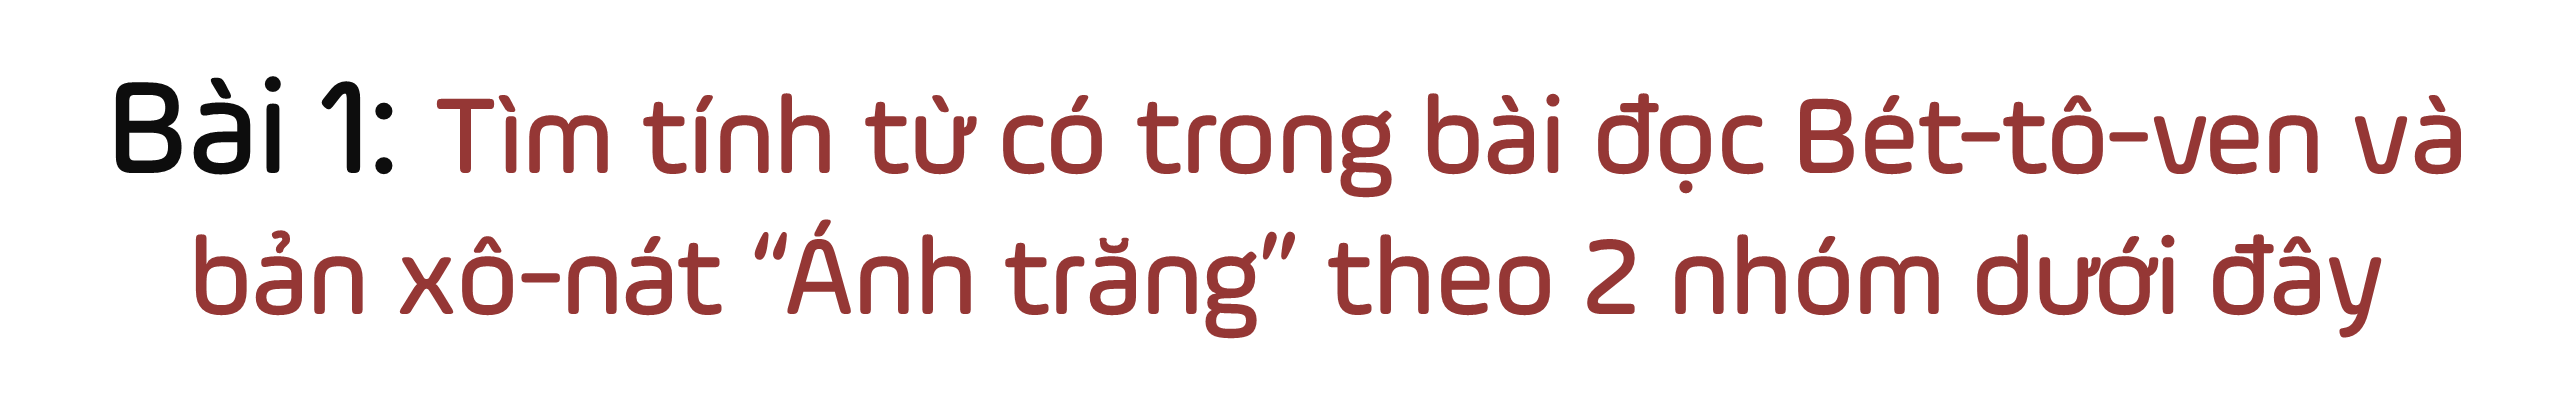 Bài 1: Tìm tính từ có trong bài đọc Bét-tô-ven và
bản xô-nát “Ánh trăng” theo 2 nhóm dưới đây